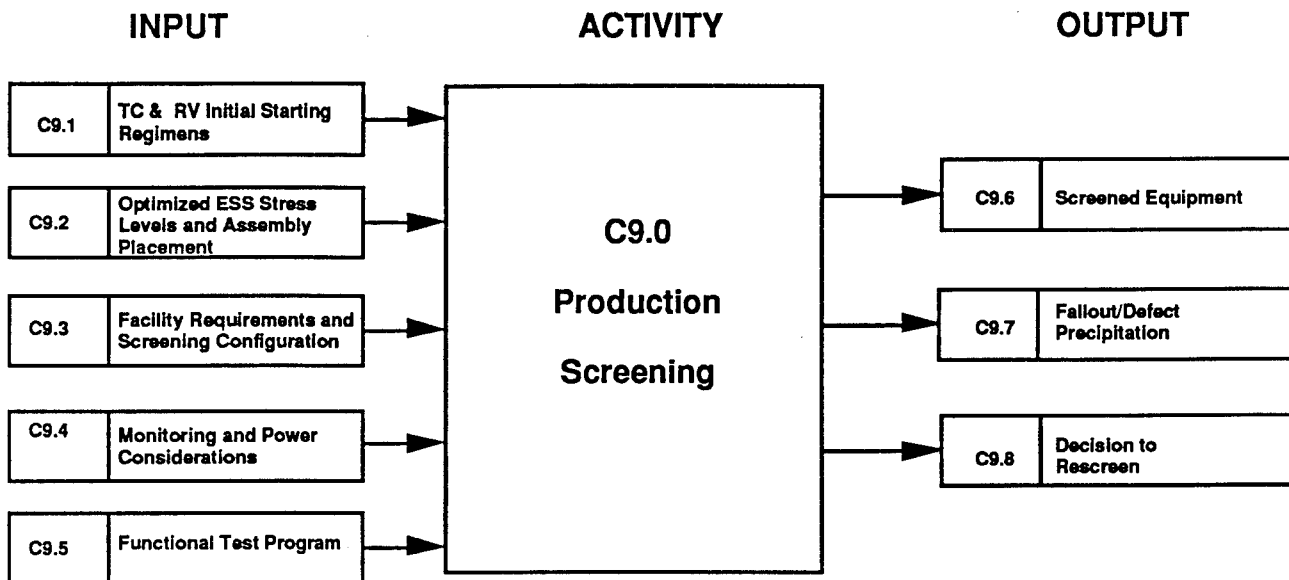 INPUT
ACTIVITY
OUTPUT
C9.1
TC & RV Initial Starting
Regimens
C9.2
Optimized ESS Stress
Levels and Assembly
Placement
C9.3
Facility Requirements and
Screening Configuration
C9.4
Monitoring and Power
Considerations
C9.5
Functional Test Program
C9.0
Production
Screening
C9.6
Screened Equipment
C9.7
Fallout/Defect
Precipitation
C9.8
Decision to
Rescreen